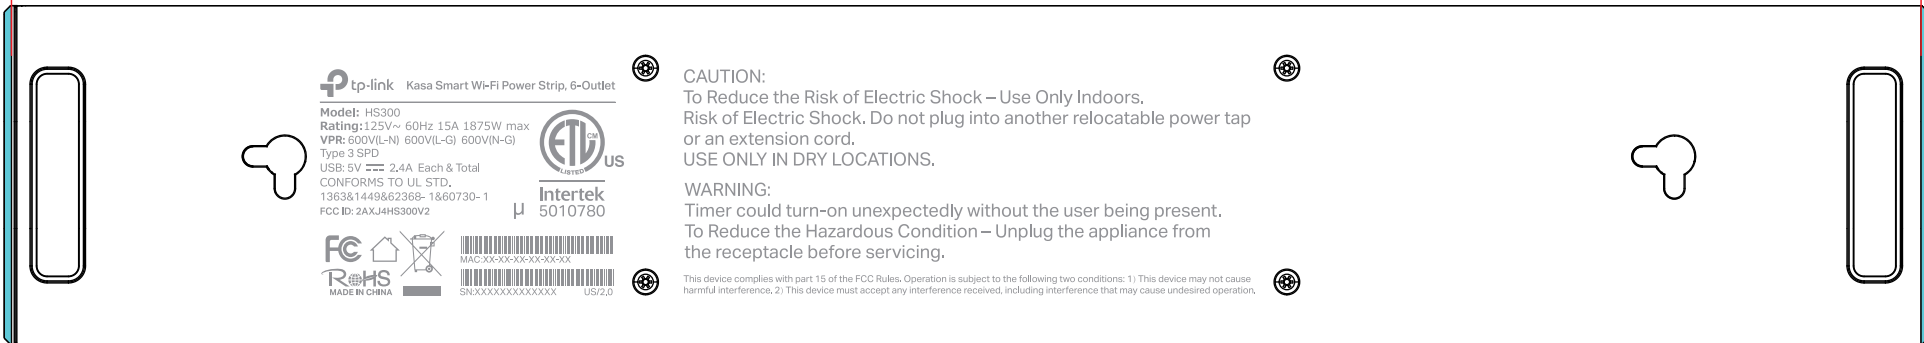 tp-link Kasa Smart Wi-Fi Power Strip, 6-Outlet
Model: HS300
Rating:125V~ 60Hz 15A 1875W max
VPR: 600V(L-N) 600V(L-G) 600V(N-G)
Type 3 SPD
USB: 5V ⎓ 2.4A Each & Total
CONFORMS TO UL STD.
1363&1449&62368-1&60730-1
FCC ID: 2AXJ4HS300V2
ETL CM
LISTED
US
Intertek
μ 5010780
FC
RoHS
MADE IN CHINA
MAC:XX-XX-XX-XX-XX-XX
SN:XXXXXXXXXXXXX US/2.0
CAUTION:
To Reduce the Risk of Electric Shock – Use Only Indoors.
Risk of Electric Shock. Do not plug into another relocatable power tap
or an extension cord.
USE ONLY IN DRY LOCATIONS.
WARNING:
Timer could turn-on unexpectedly without the user being present.
To Reduce the Hazardous Condition – Unplug the appliance from
the receptacle before servicing.
This device complies with part 15 of the FCC Rules. Operation is subject to the following two conditions: 1) This device may not cause
harmful interference. 2) This device must accept any interference received, including interference that may cause undesired operation.